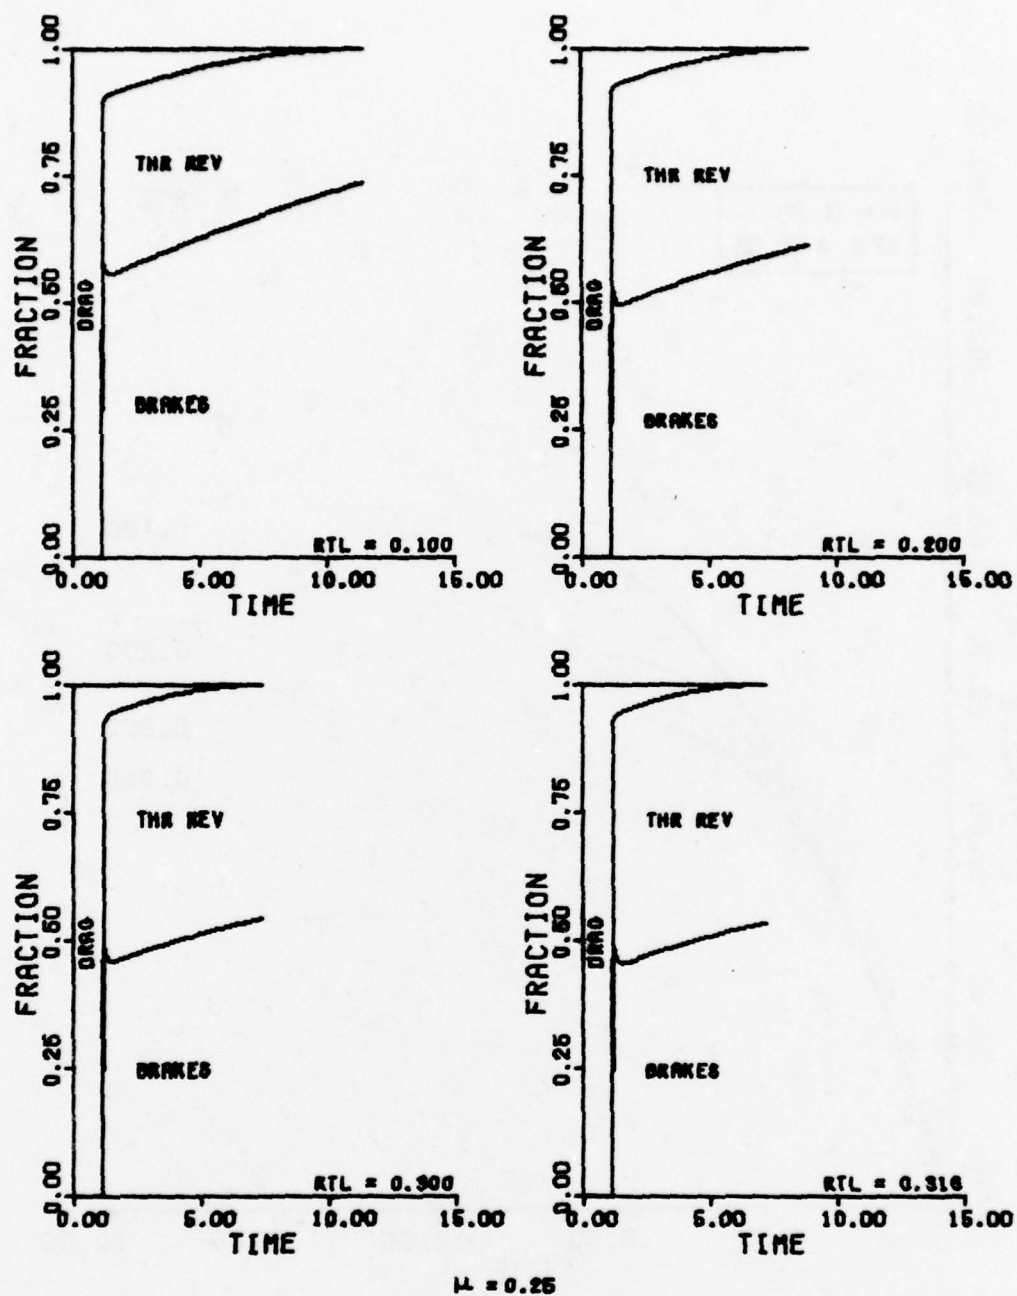 1.00
0.75
0.50
0.25
0.00
FRACTION
DRAG
THR REV
BRAKES
RTL = 0.100
0.00 5.00 10.00 15.00
TIME
1.00
0.75
0.50
0.25
0.00
FRACTION
DRAG
THR REV
BRAKES
RTL = 0.200
0.00 5.00 10.00 15.00
TIME
1.00
0.75
0.50
0.25
0.00
FRACTION
DRAG
THR REV
BRAKES
RTL = 0.300
0.00 5.00 10.00 15.00
TIME
1.00
0.75
0.50
0.25
0.00
FRACTION
DRAG
THR REV
BRAKES
RTL = 0.316
0.00 5.00 10.00 15.00
TIME
μ = 0.25